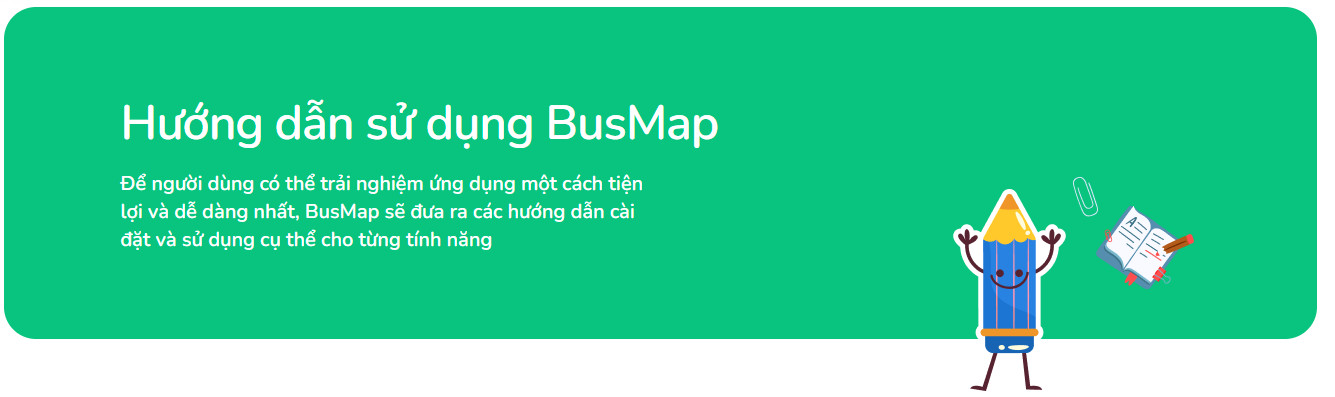 Hướng dẫn sử dụng BusMap
Để người dùng có thể trải nghiệm ứng dụng một cách tiện
lợi và dễ dàng nhất, BusMap sẽ đưa ra các hướng dẫn cài
đặt và sử dụng cụ thể cho từng tính năng
A